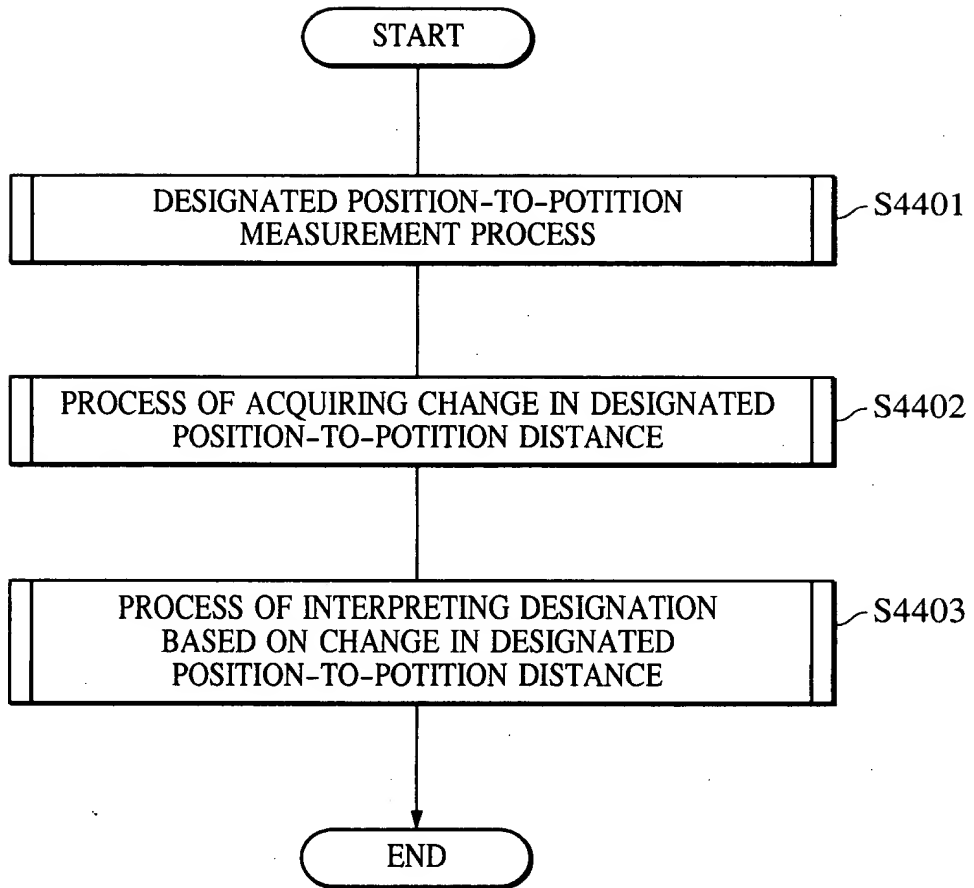 START
DESIGNATED POSITION-TO-POTITION
MEASUREMENT PROCESS
S4401
PROCESS OF ACQUIRING CHANGE IN DESIGNATED
POSITION-TO-POTITION DISTANCE
S4402
PROCESS OF INTERPRETING DESIGNATION
BASED ON CHANGE IN DESIGNATED
POSITION-TO-POTITION DISTANCE
S4403
END